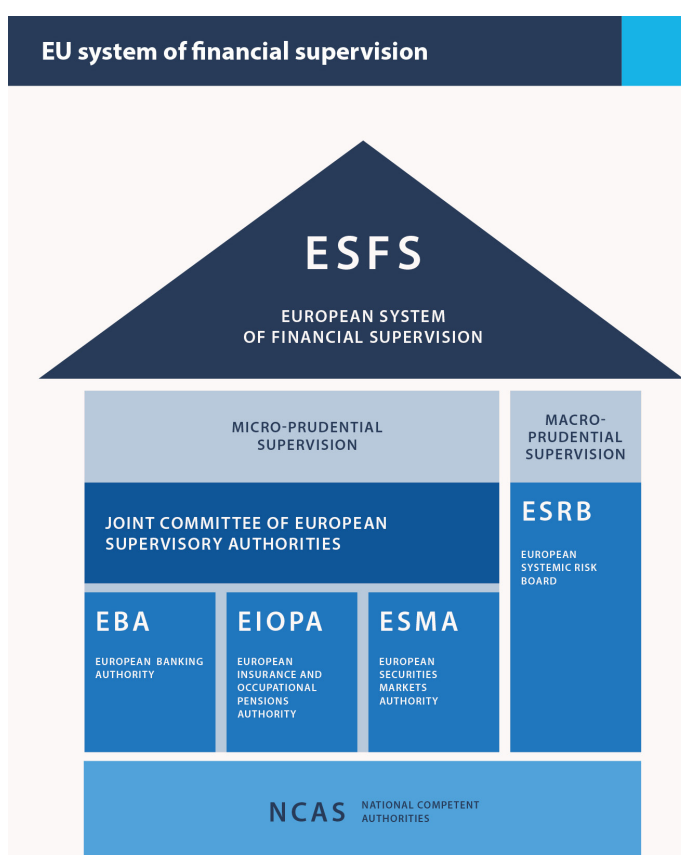 EU system of financial supervision
ESFS
EUROPEAN SYSTEM
OF FINANCIAL SUPERVISION
MICRO-PRUDENTIAL
SUPERVISION
MACRO-
PRUDENTIAL
SUPERVISION
JOINT COMMITTEE OF EUROPEAN
SUPERVISORY AUTHORITIES
ESRB
EUROPEAN
SYSTEMIC RISK
BOARD
EBA
EUROPEAN BANKING
AUTHORITY
EIOPA
EUROPEAN
INSURANCE AND
OCCUPATIONAL
PENSIONS
AUTHORITY
ESMA
EUROPEAN
SECURITIES
MARKETS
AUTHORITY
NCAS
NATIONAL COMPETENT
AUTHORITIES